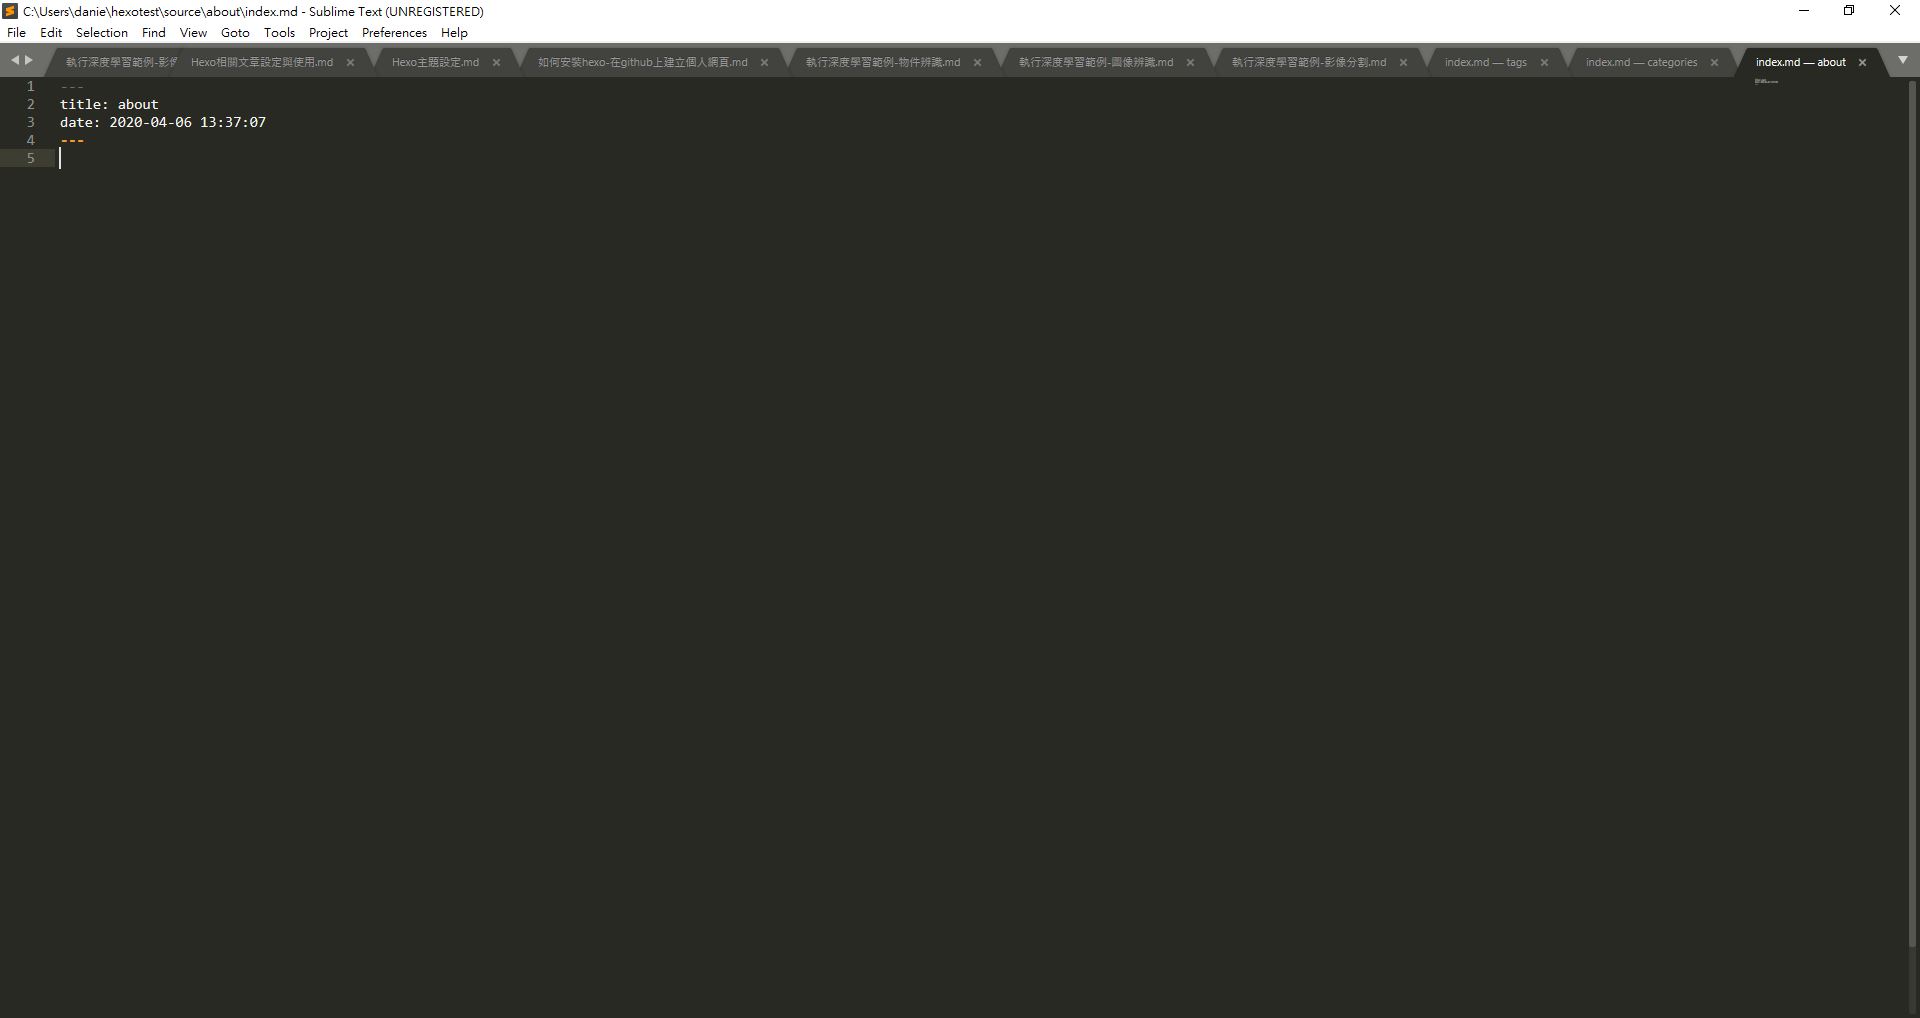 C:\Users\danie\hexotest\source\about\index.md - Sublime Text (UNREGISTERED)
File Edit Selection Find View Goto Tools Project Preferences Help
執行深度學習範例-影 Hexo相關文章設定與使用.md Hexo主題設定.md 如何安裝hexo-在github上建立個人網頁.md 執行深度學習範例-物件辨識.md 執行深度學習範例-圖像辨識.md 執行深度學習範例-影像分割.md index.md — tags index.md — categories index.md — about
1 ---
2 title: about
3 date: 2020-04-06 13:37:07
4 ---
5